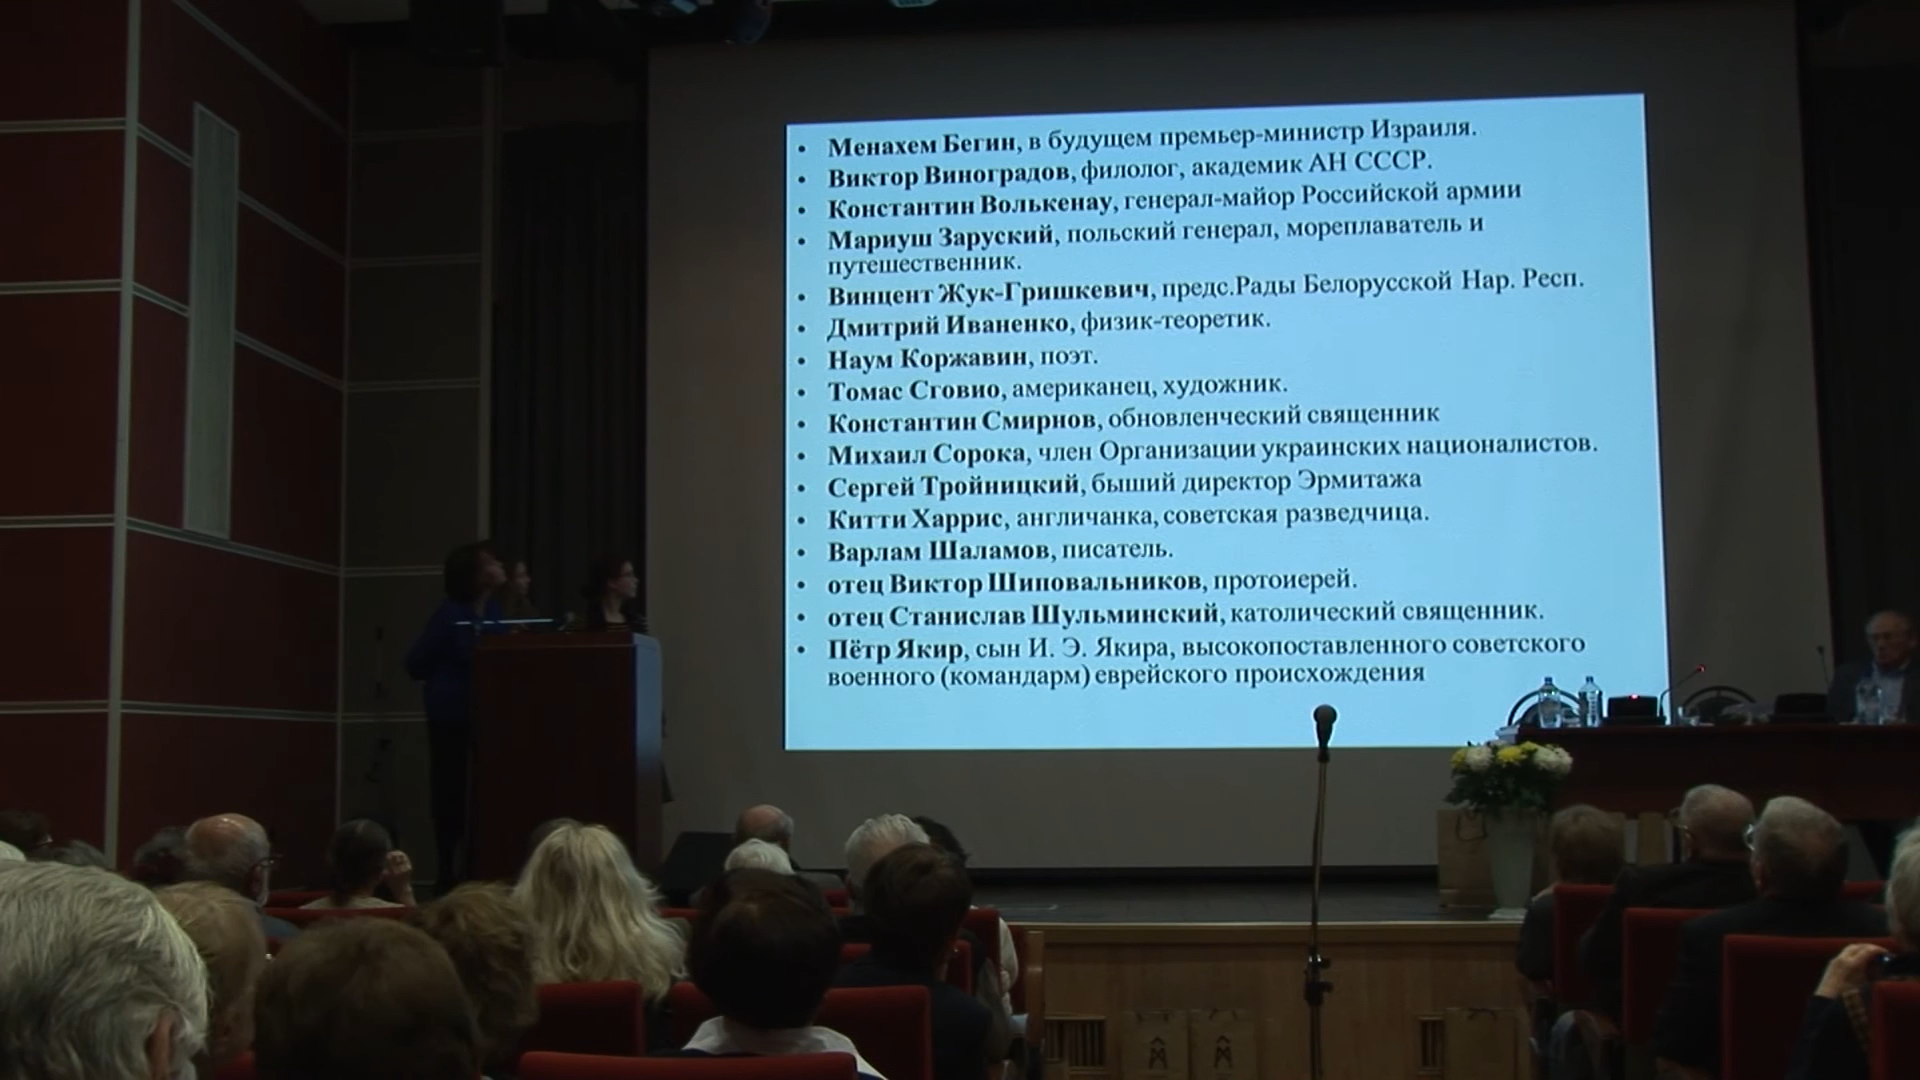 • Менахем Бегин, в будущем премьер-министр Израиля.
• Виктор Виноградов, филолог, академик АН СССР.
• Константин Волькенау, генерал-майор Российской армии
• Мариуш Заруский, польский генерал, мореплаватель и
путешественник.
• Винцент Жук-Гришкевич, предс.Рады Белорусской Нар. Респ.
• Дмитрий Иваненко, физик-теоретик.
• Наум Коржавин, поэт.
• Томас Сговио, американец, художник.
• Константин Смирнов, обновленческий священник
• Михаил Сорока, член Организации украинских националистов.
• Сергей Тройницкий, быший директор Эрмитажа
• Китти Харрис, англичанка, советская разведчица.
• Варлам Шаламов, писатель.
• отец Виктор Шиповальников, протоиерей.
• отец Станислав Шульминский, католический священник.
• Пётр Якир, сын И. Э. Якира, высокопоставленного советского
военного (командарм) еврейского происхождения